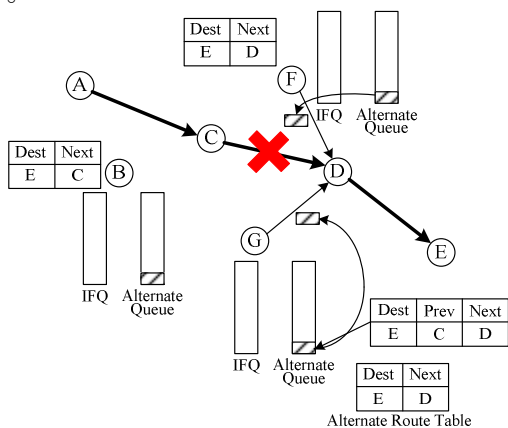 Dest Next
E D
F
A
IFQ
Alternate
Queue
C
Dest Next
E C
B
D
G
E
IFQ
Alternate
Queue
Dest Prev Next
E C D
IFQ
Alternate
Queue
Dest Next
E D
Alternate Route Table